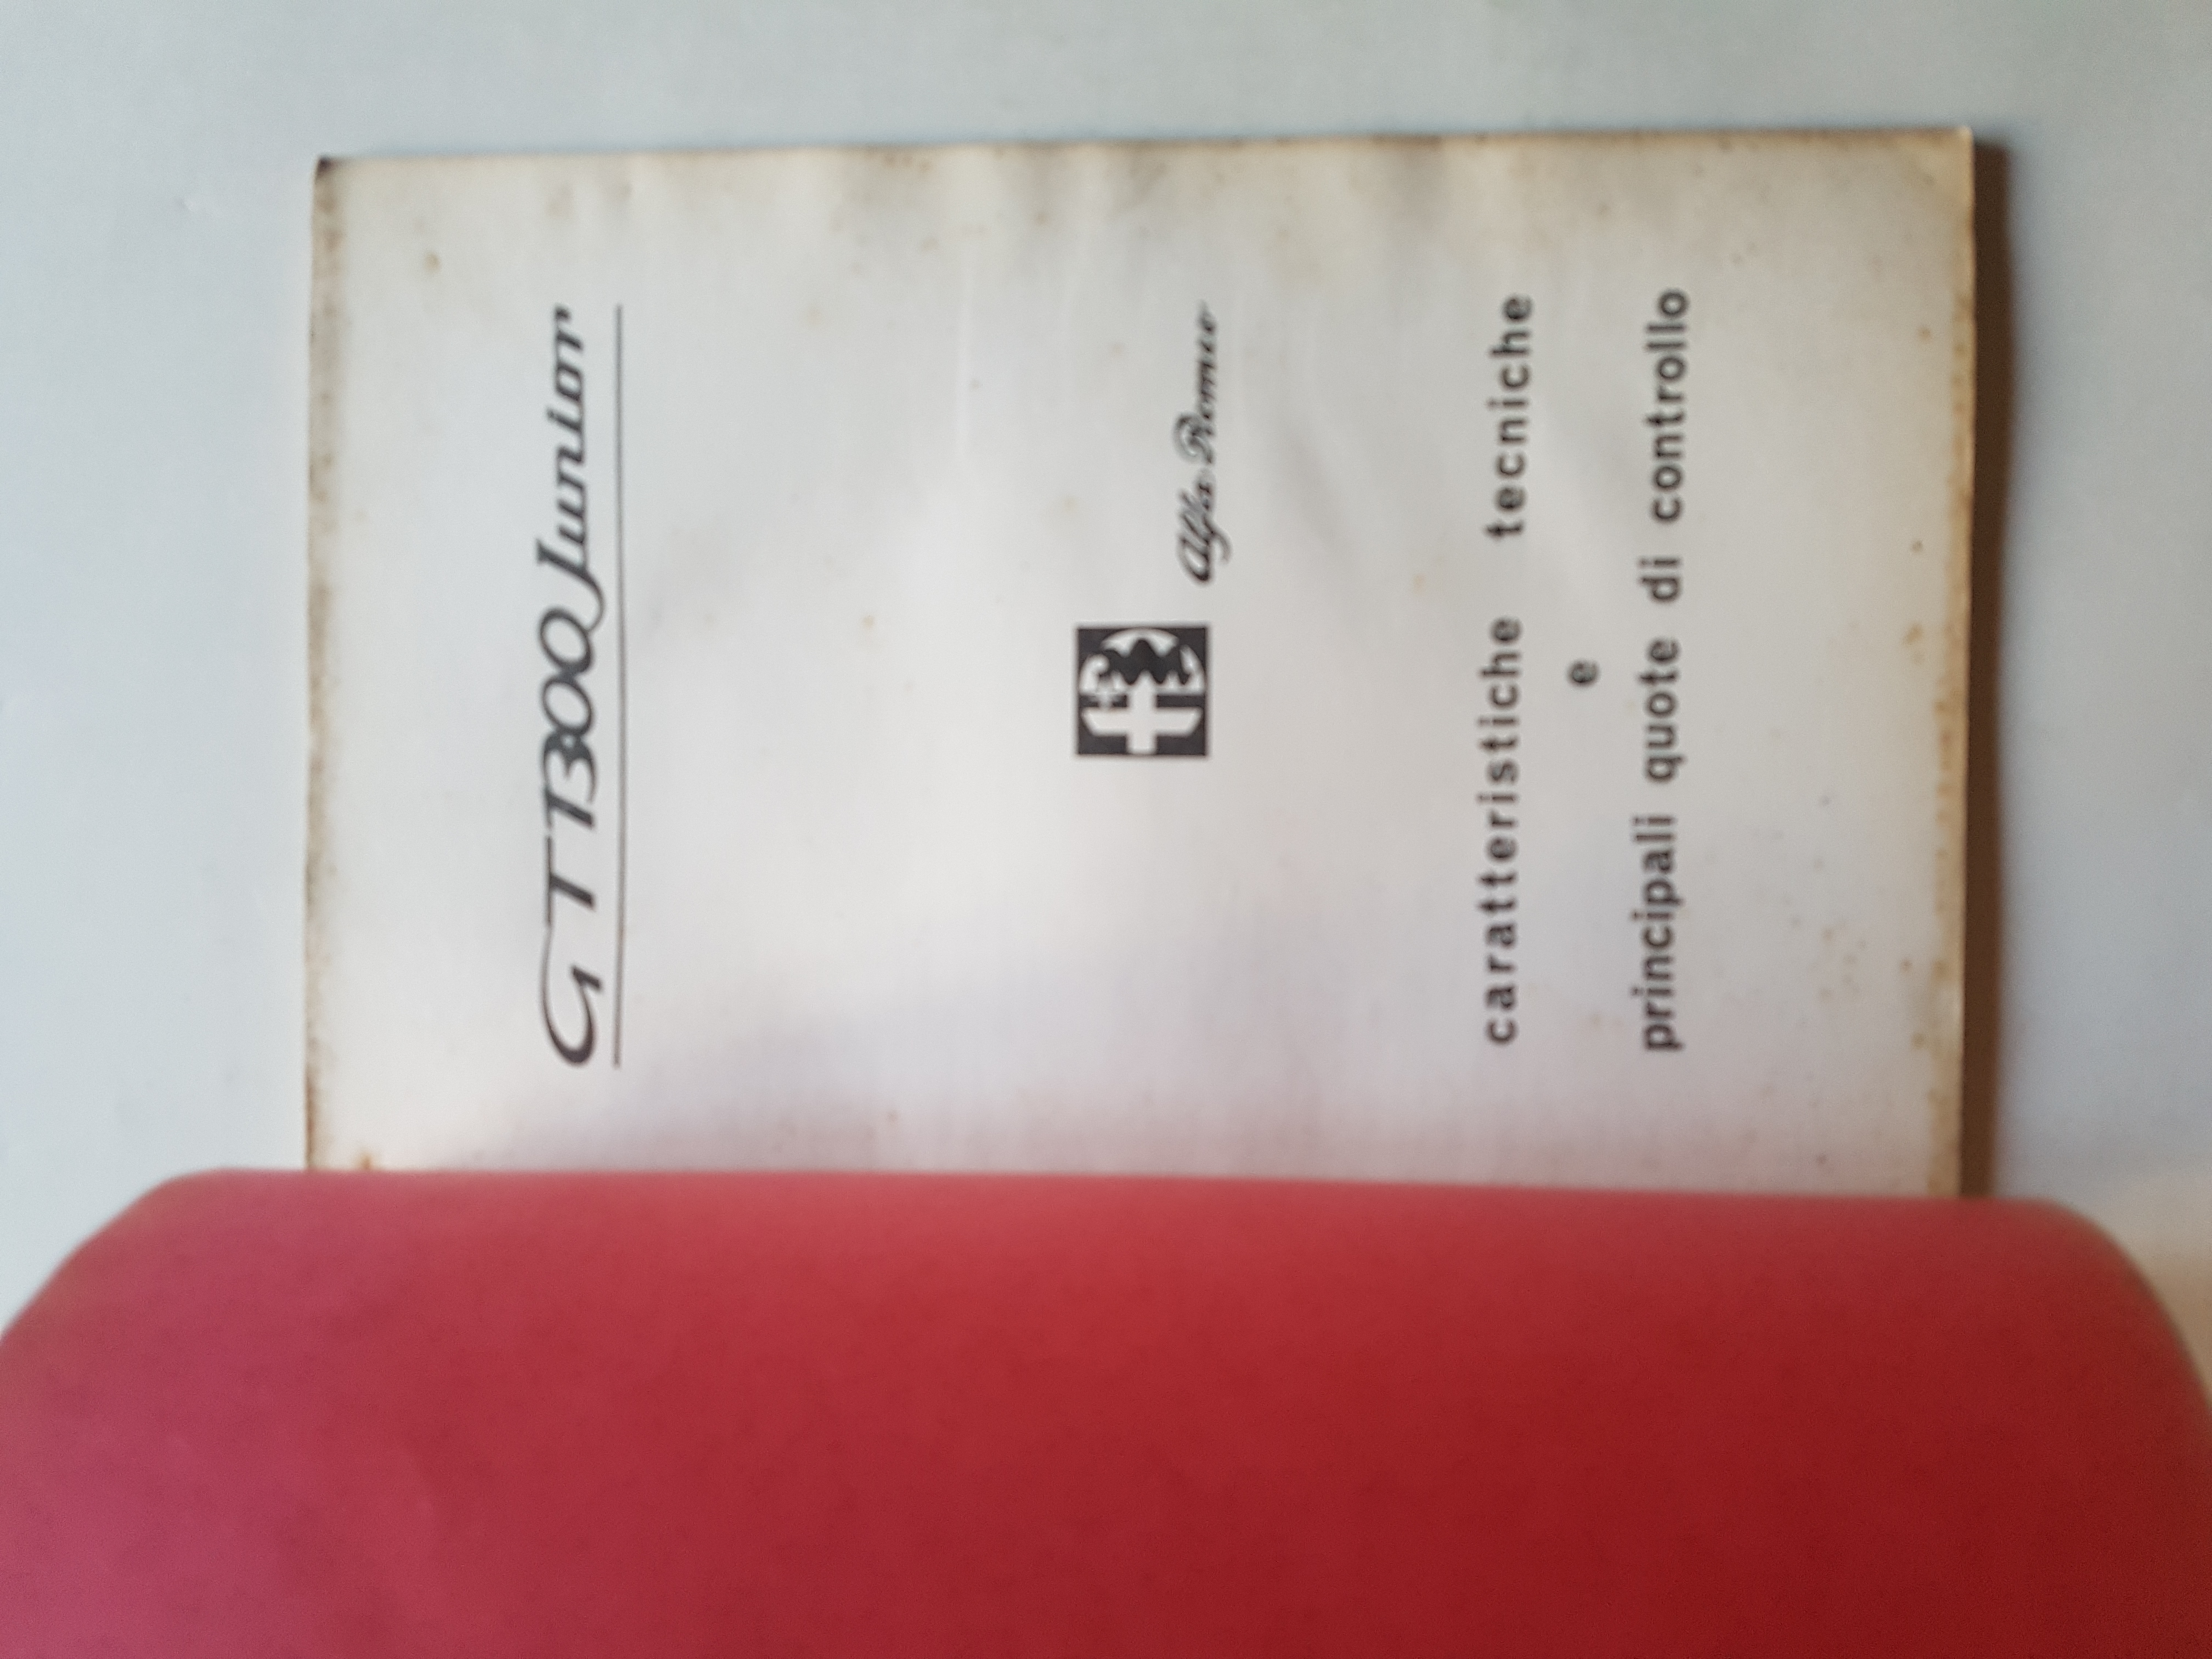 GT 1300 Junior
Alfa Romeo
caratteristiche tecniche
e
principali quote di controllo